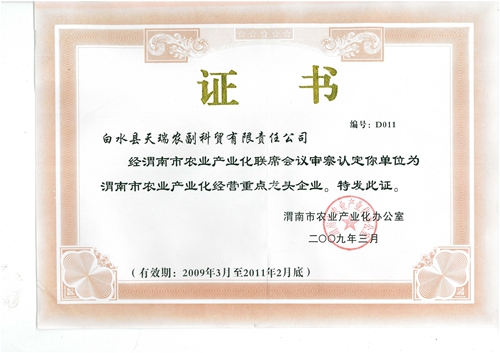 证 书
编号：D011
白水县天瑞农副科贸有限责任公司
经渭南市农业产业化联席会议审察认定你单位为
渭南市农业产业化经营重点龙头企业。特发此证。
渭南市农业产业化办公室
二〇〇九年三月
（有效期：2009年3月至2011年2月底）